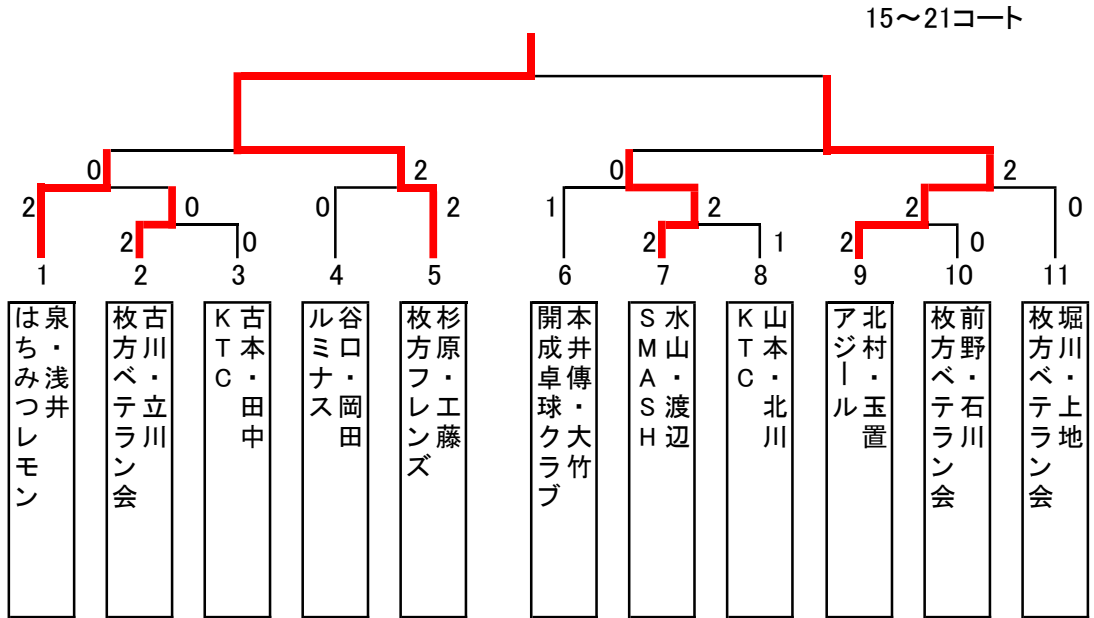 15～21コート
0
2
0
2
2
0
0
2
2
0
2
0
1
2
2
0
2
1
2
0
1
2
3
4
5
6
7
8
9
10
11
泉・浅井
はちみつレモン
古川・立川
枚方ベテラン会
古本・田中
KTC
谷口・岡田
ルミナス
杉原・工藤
枚方フレンズ
本井傳・大竹
開成卓球クラブ
水山・渡辺
SMASH
山本・北川
KTC
北村・玉置
アジール
前野・石川
枚方ベテラン会
堀川・上地
枚方ベテラン会